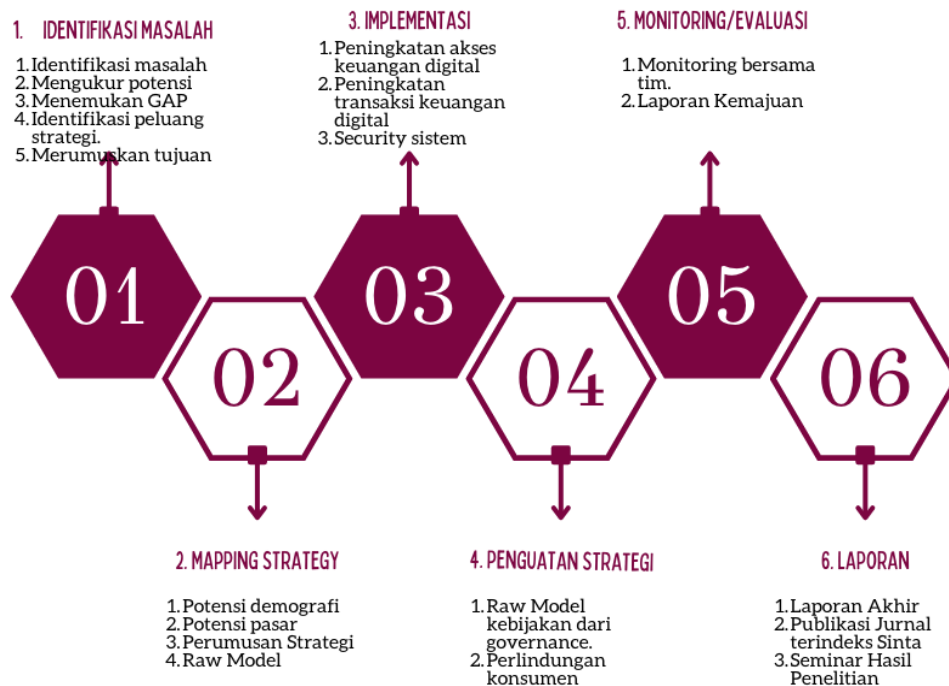 1. IDENTIFIKASI MASALAH
1. Identifikasi masalah
2. Mengukur potensi
3. Menemukan GAP
4. Identifikasi peluang
strategi.
5. Merumuskan tujuan
3. IMPLEMENTASI
1. Peningkatan akses
keuangan digital
2. Peningkatan
transaksi keuangan
digital
3. Security sistem
5. MONITORING/EVALUASI
1. Monitoring bersama
tim.
2. Laporan Kemajuan
01
02
03
04
05
06
2. MAPPING STRATEGY
1. Potensi demografi
2. Potensi pasar
3. Perumusan Strategi
4. Raw Model
4. PENGUATAN STRATEGI
1. Raw Model
kebijakan dari
governance.
2. Perlindungan
konsumen
6. LAPORAN
1. Laporan Akhir
2. Publikasi Jurnal
terindeks Sinta
3. Seminar Hasil
Penelitian